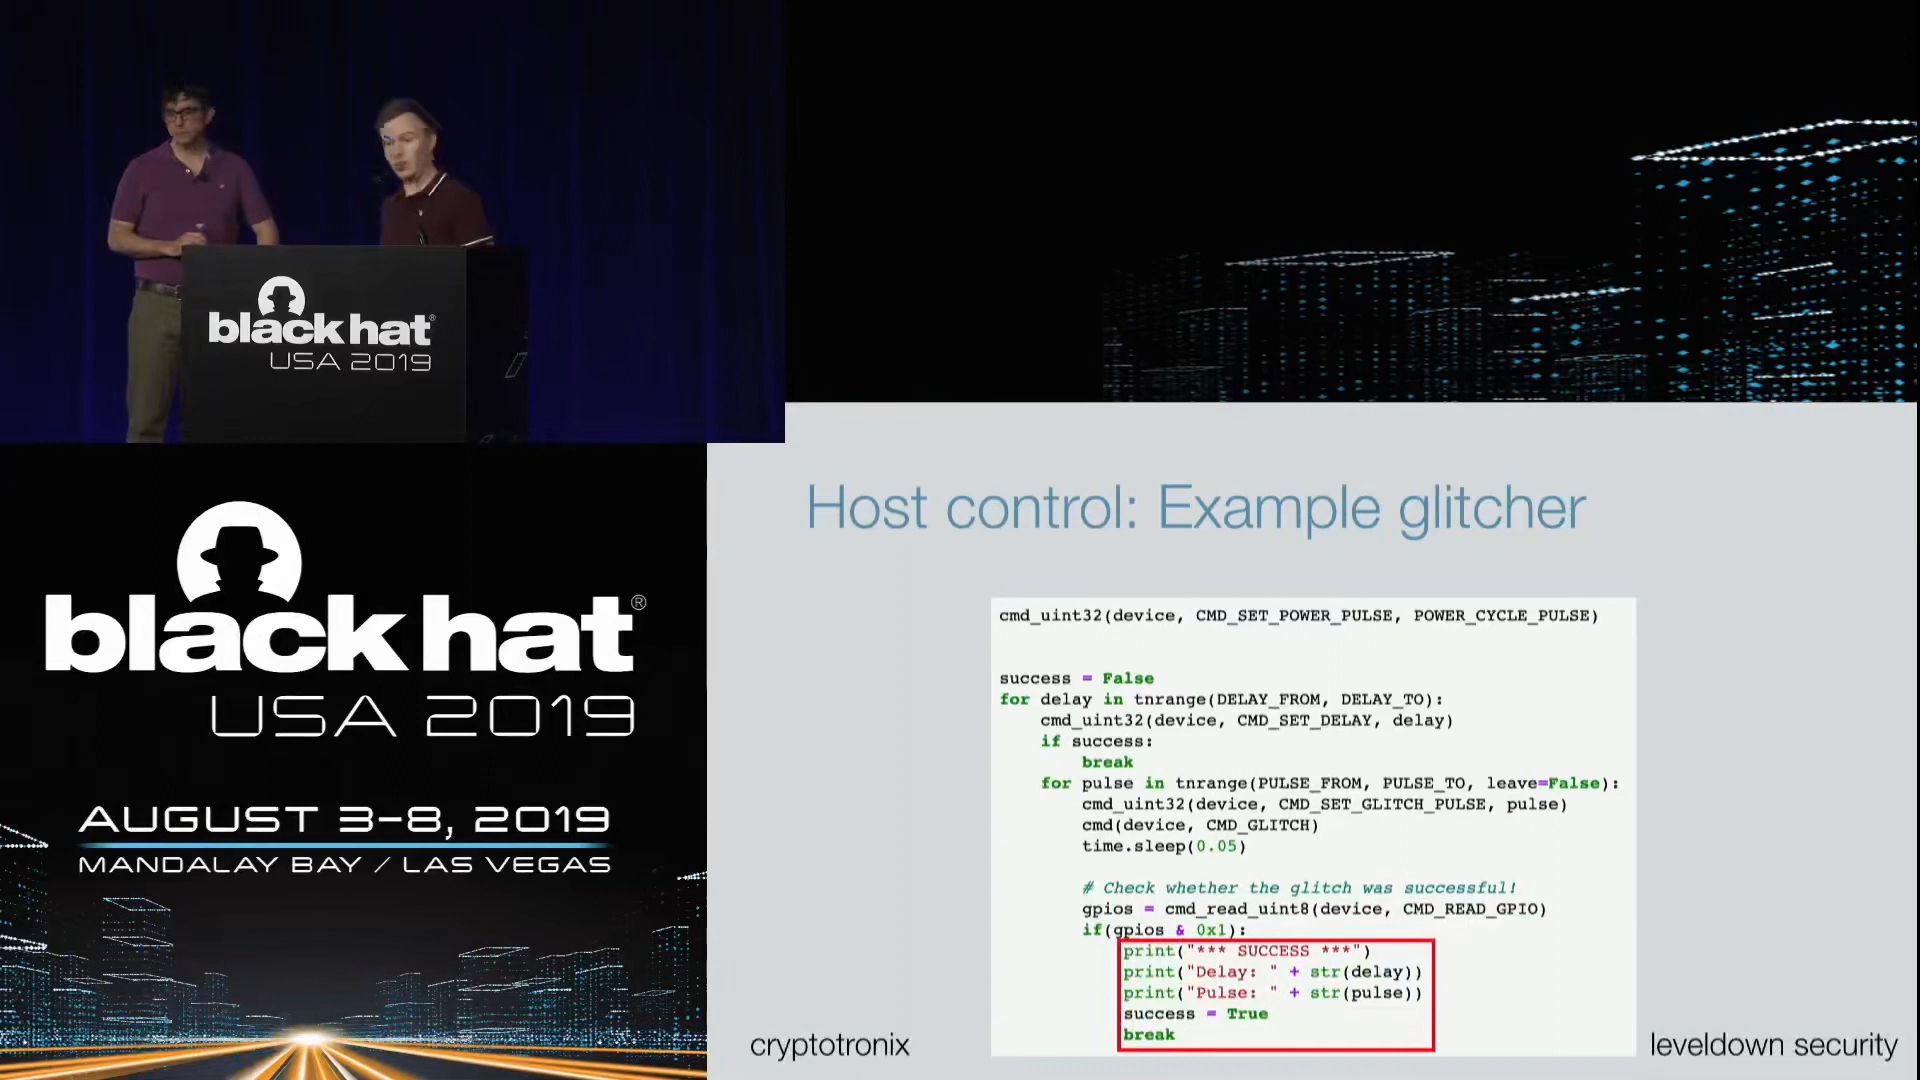 black hat®
USA 2019
black hat®
USA 2019
AUGUST 3-8, 2019
MANDALAY BAY / LAS VEGAS
Host control: Example glitcher
cmd_uint32(device, CMD_SET_POWER_PULSE, POWER_CYCLE_PULSE)
success = False
for delay in tnrange(DELAY_FROM, DELAY_TO):
    cmd_uint32(device, CMD_SET_DELAY, delay)
    if success:
        break
    for pulse in tnrange(PULSE_FROM, PULSE_TO, leave=False):
        cmd_uint32(device, CMD_SET_GLITCH_PULSE, pulse)
        cmd(device, CMD_GLITCH)
        time.sleep(0.05)
        # Check whether the glitch was successful!
        gpios = cmd_read_uint8(device, CMD_READ_GPIO)
        if(gpios & 0x1):
            print("*** SUCCESS ***")
            print("Delay: " + str(delay))
            print("Pulse: " + str(pulse))
            success = True
            break
cryptotronix
leveldown security